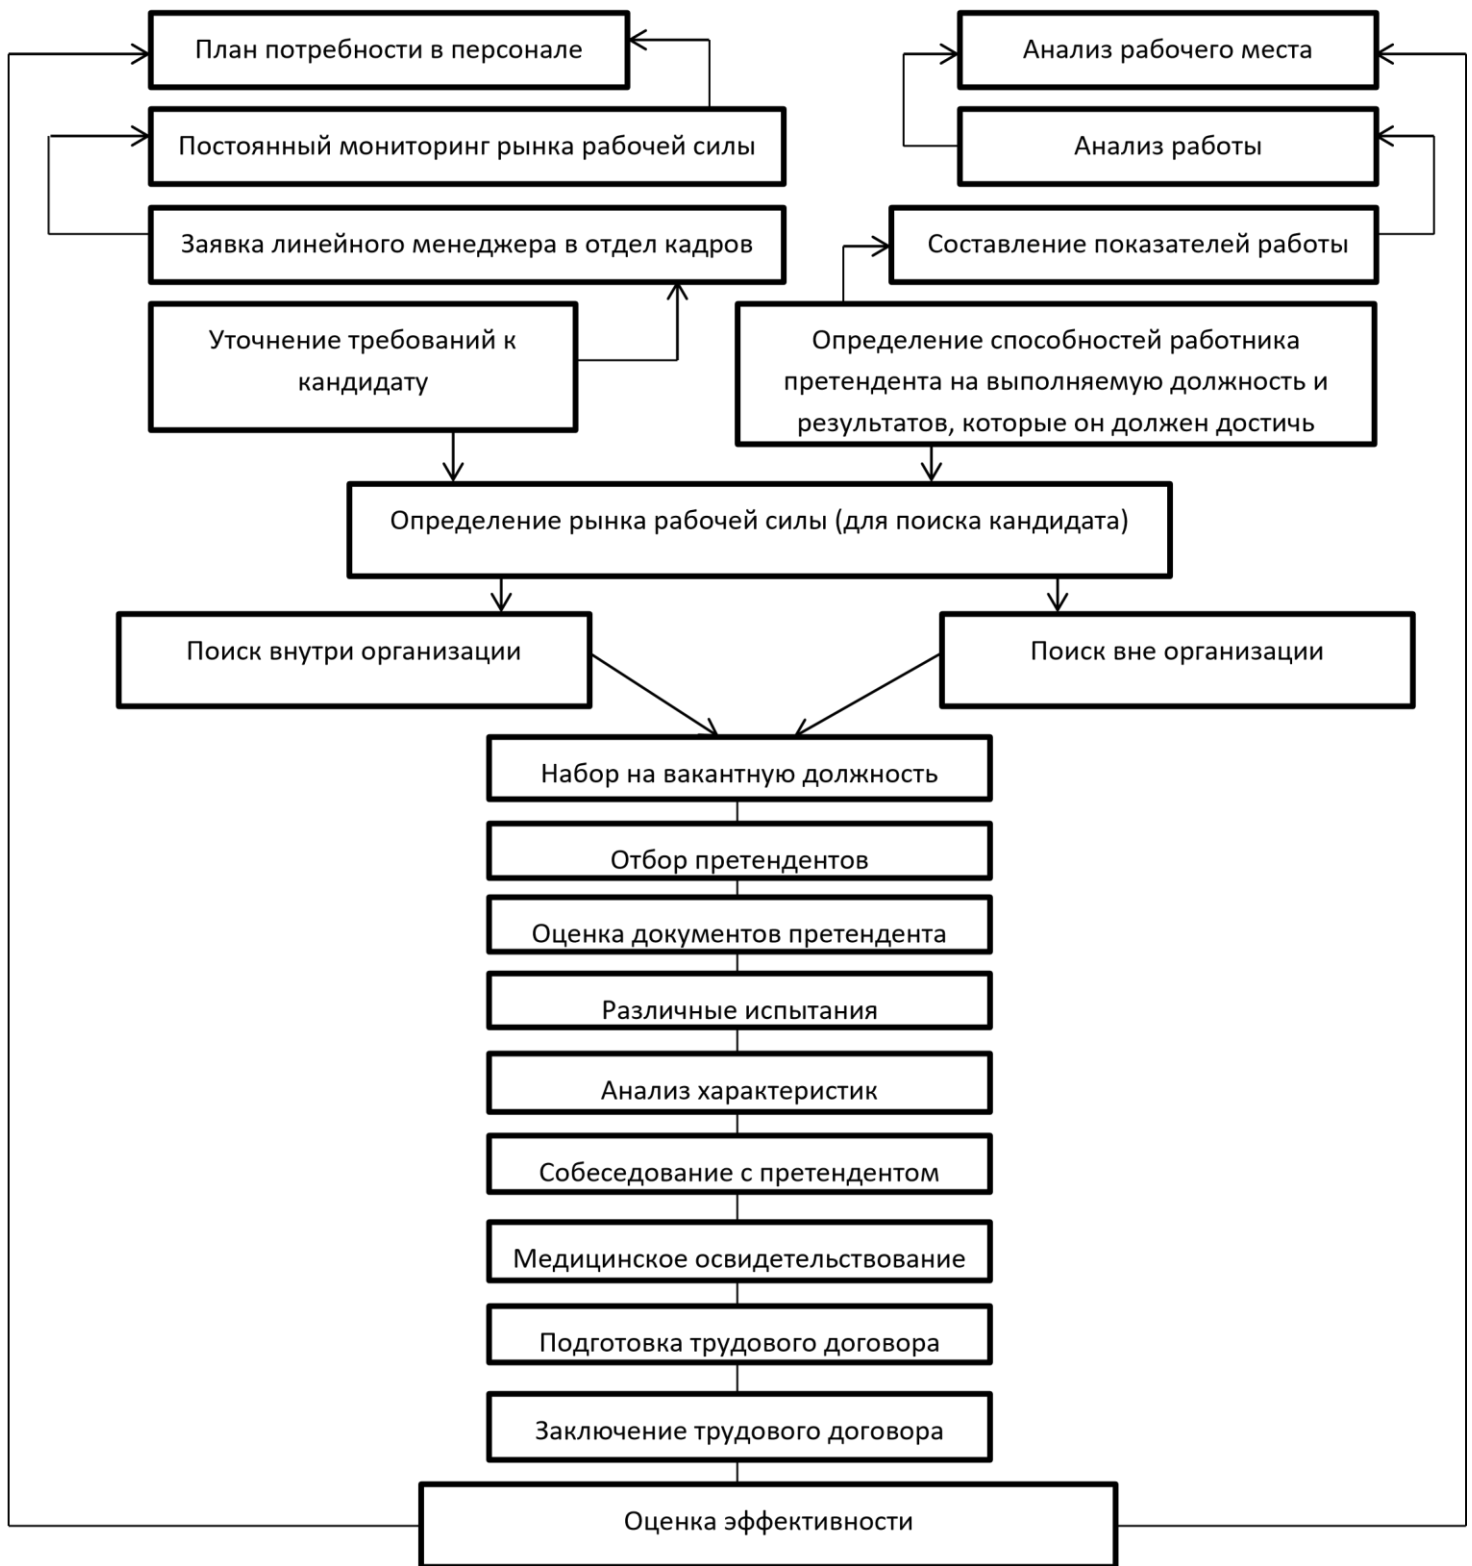 План потребности в персонале
Анализ рабочего места
Постоянный мониторинг рынка рабочей силы
Анализ работы
Заявка линейного менеджера в отдел кадров
Составление показателей работы
Уточнение требований к
кандидату
Определение способностей работника
претендента на выполняемую должность и
результатов, которые он должен достичь
Определение рынка рабочей силы (для поиска кандидата)
Поиск внутри организации
Поиск вне организации
Набор на вакантную должность
Отбор претендентов
Оценка документов претендента
Различные испытания
Анализ характеристик
Собеседование с претендентом
Медицинское освидетельствование
Подготовка трудового договора
Заключение трудового договора
Оценка эффективности